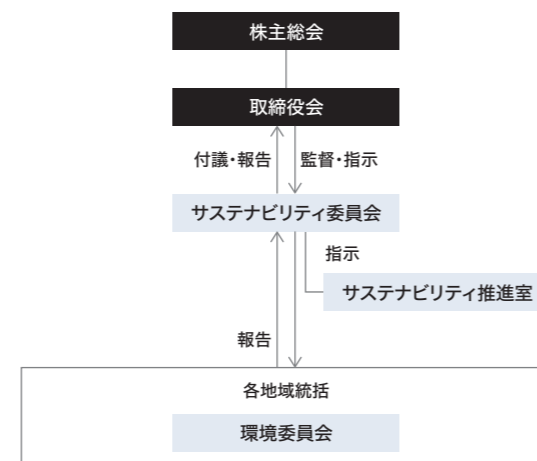 株主総会
取締役会
付議・報告
監督・指示
サステナビリティ委員会
指示
サステナビリティ推進室
報告
各地域統括
環境委員会